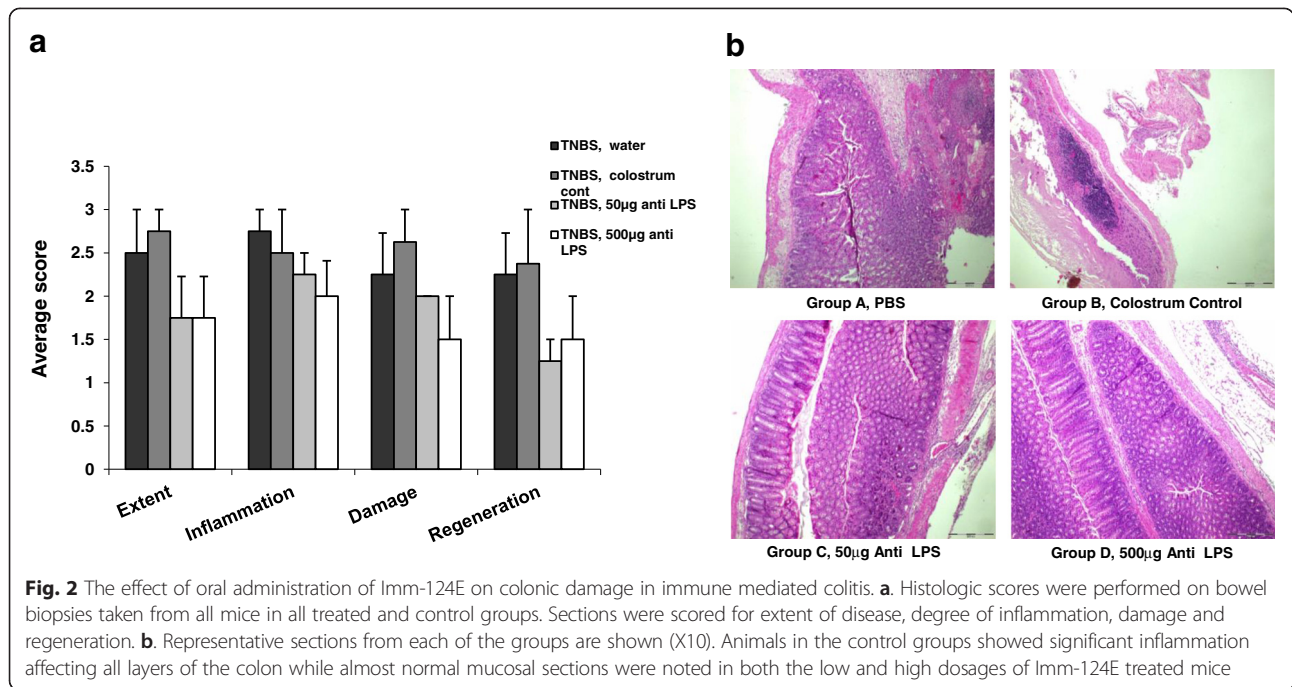 a
b
TNBS, water
TNBS, colostrum
cont
TNBS, 50µg anti LPS
TNBS, 500µg anti
LPS
3.5
3
2.5
2
1.5
1
0.5
0
Average score
Extent
Inflammation
Damage
Regeneration
Group A, PBS
Group B, Colostrum Control
Group C, 50µg Anti LPS
Group D, 500µg Anti LPS
Fig. 2 The effect of oral administration of Imm-124E on colonic damage in immune mediated colitis. a. Histologic scores were performed on bowel
biopsies taken from all mice in all treated and control groups. Sections were scored for extent of disease, degree of inflammation, damage and
regeneration. b. Representative sections from each of the groups are shown (X10). Animals in the control groups showed significant inflammation
affecting all layers of the colon while almost normal mucosal sections were noted in both the low and high dosages of Imm-124E treated mice